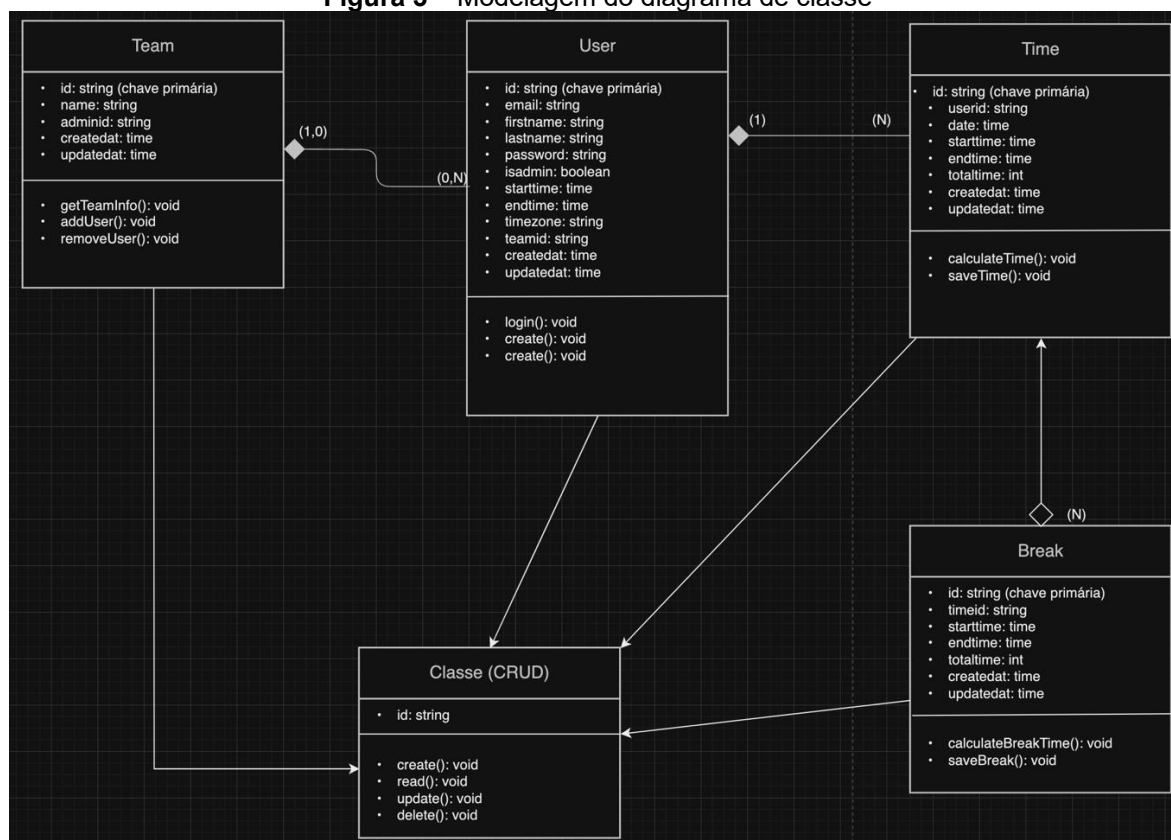 Figura 3 – Modelagem do diagrama de classe
Team
• id: string (chave primária)
• name: string
• adminid: string
• createdat: time
• updatedat: time
• getTeamInfo(): void
• addUser(): void
• removeUser(): void
(1,0)
(0,N)
User
• id: string (chave primária)
• email: string
• firstname: string
• lastname: string
• password: string
• isadmin: boolean
• starttime: time
• endtime: time
• timezone: string
• teamid: string
• createdat: time
• updatedat: time
• login(): void
• create(): void
• create(): void
(1)
(N)
Time
• id: string (chave primária)
• userid: string
• date: time
• starttime: time
• endtime: time
• totaltime: int
• createdat: time
• updatedat: time
• calculateTime(): void
• saveTime(): void
(N)
Break
• id: string (chave primária)
• timeid: string
• starttime: time
• endtime: time
• totaltime: int
• createdat: time
• updatedat: time
• calculateBreakTime(): void
• saveBreak(): void
Classe (CRUD)
• id: string
• create(): void
• read(): void
• update(): void
• delete(): void